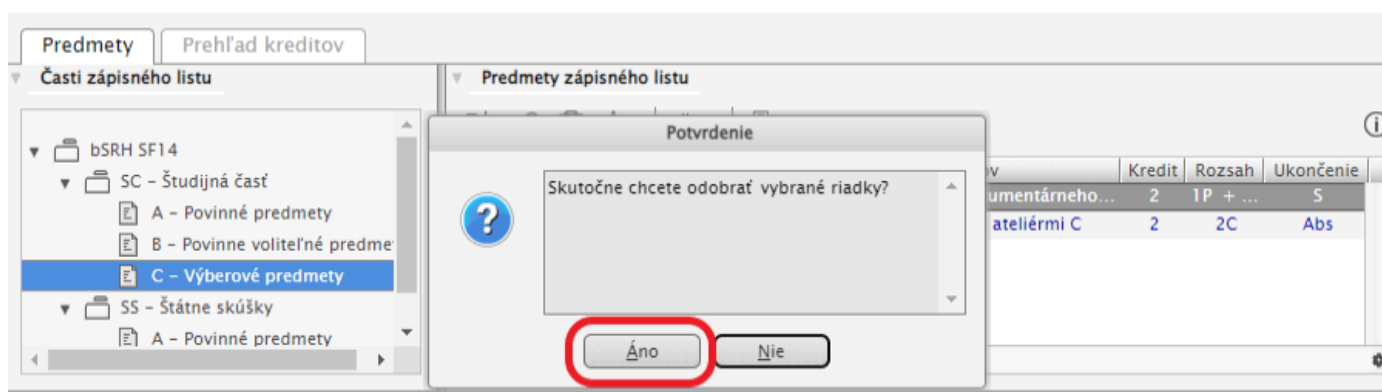 Predmety
Prehľad kreditov
Časti zápisného listu
Predmety zápisného listu
bSRH SF14
SC – Študijná časť
A – Povinné predmety
B – Povinne voliteľné predme
C – Výberové predmety
SS – Štátne skúšky
A – Povinné predmety
Potvrdenie
Skutočne chcete odobrať vybrané riadky?
Áno
Nie
Kredit Rozsah Ukončenie
umentárneho... 2 1P + ... S
ateliérmi C 2 2C Abs